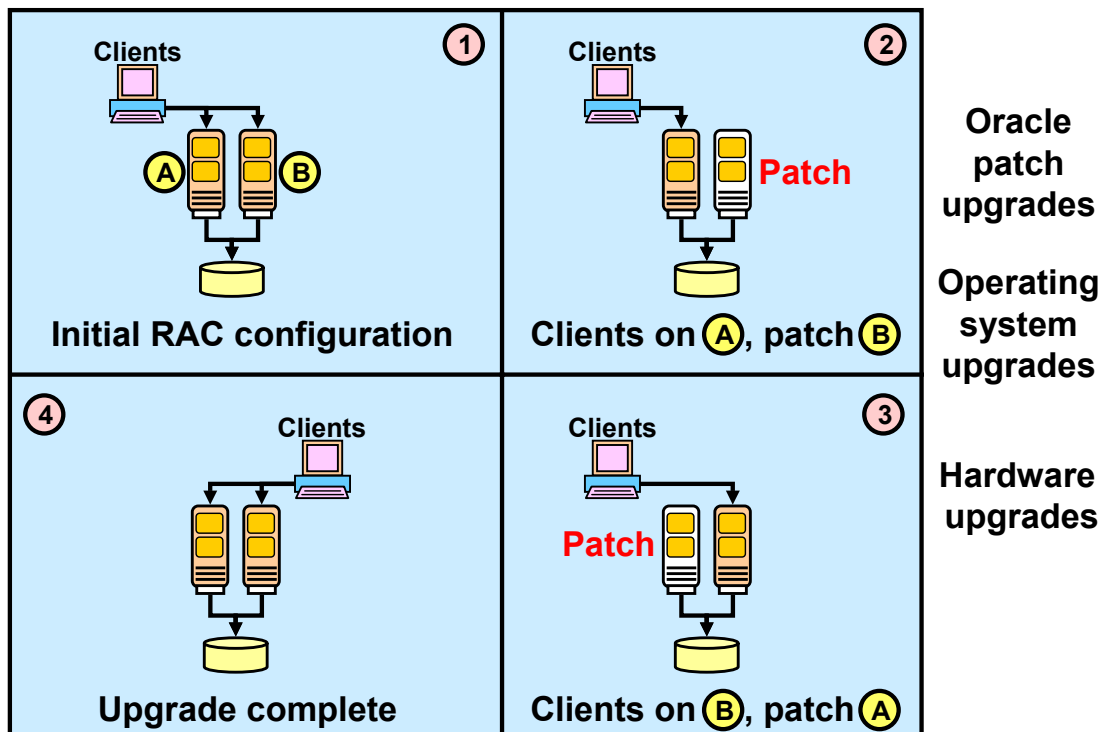 1
Clients
A
B
Initial RAC configuration
2
Clients
Patch
Clients on A, patch B
4
Clients
Upgrade complete
3
Clients
Patch
Clients on B, patch A
Oracle
patch
upgrades
Operating
system
upgrades
Hardware
upgrades